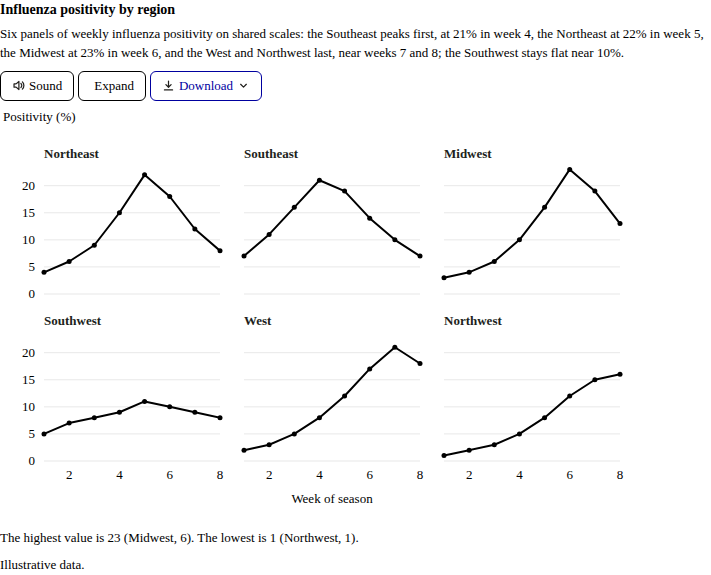 Influenza positivity by region
Six panels of weekly influenza positivity on shared scales: the Southeast peaks first, at 21% in week 4, the Northeast at 22% in week 5,
the Midwest at 23% in week 6, and the West and Northwest last, near weeks 7 and 8; the Southwest stays flat near 10%.
Sound Expand Download
Positivity (%)
Northeast Southeast Midwest
20
15
10
5
0
Southwest West Northwest
20
15
10
5
0
2 4 6 8 2 4 6 8 2 4 6 8
Week of season
The highest value is 23 (Midwest, 6). The lowest is 1 (Northwest, 1).
Illustrative data.